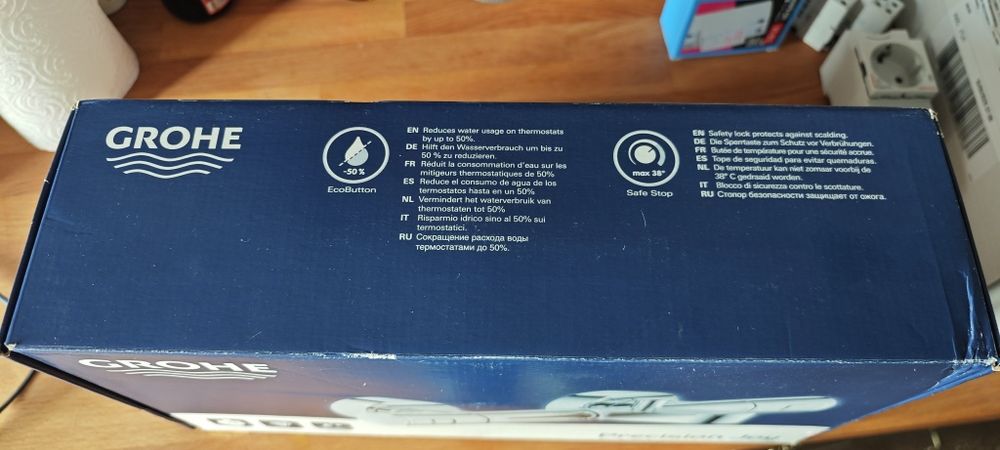 GROHE
-50 %
EcoButton
EN Reduces water usage on thermostats
by up to 50%.
DE Hilft den Wasserverbrauch um bis zu
50 % zu reduzieren.
FR Réduit la consommation d'eau sur les
mitigeurs thermostatiques de 50%
ES Reduce el consumo de agua de los
termostatos hasta en un 50%
NL Vermindert het waterverbruik van
thermostaten tot 50%
IT Risparmio idrico sino al 50% sui
termostatici.
RU Сокращение расхода воды
термостатами до 50%.
max 38°
Safe Stop
EN Safety lock protects against scalding.
DE Die Sperrtaste zum Schutz vor Verbrühungen.
FR Butée de température pour une sécurité accrue.
ES Tope de seguridad para evitar quemaduras.
NL De temperatuur kan niet zomaar voorbij de
38° C gedraaid worden.
IT Blocco di sicurezza contro le scottature.
RU Стопор безопасности защищает от ожога.
GROHE
Precision Joy